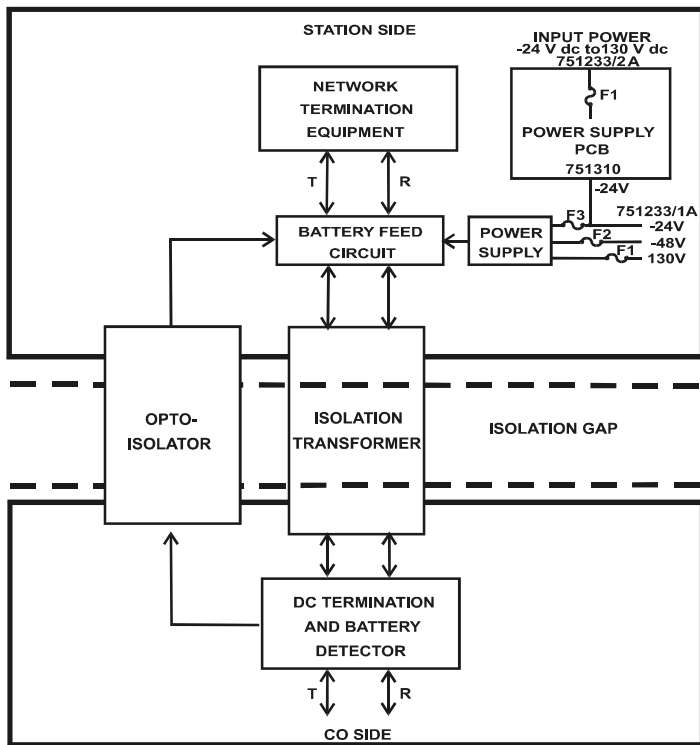 STATION SIDE
INPUT POWER
-24 V dc to130 V dc
751233/2A
F1
POWER SUPPLY
PCB
751310
-24V
NETWORK
TERMINATION
EQUIPMENT
T
R
BATTERY FEED
CIRCUIT
POWER
SUPPLY
F3
751233/1A
-24V
F2
-48V
F1
130V
OPTO-
ISOLATOR
ISOLATION
TRANSFORMER
ISOLATION GAP
DC TERMINATION
AND BATTERY
DETECTOR
T
R
CO SIDE